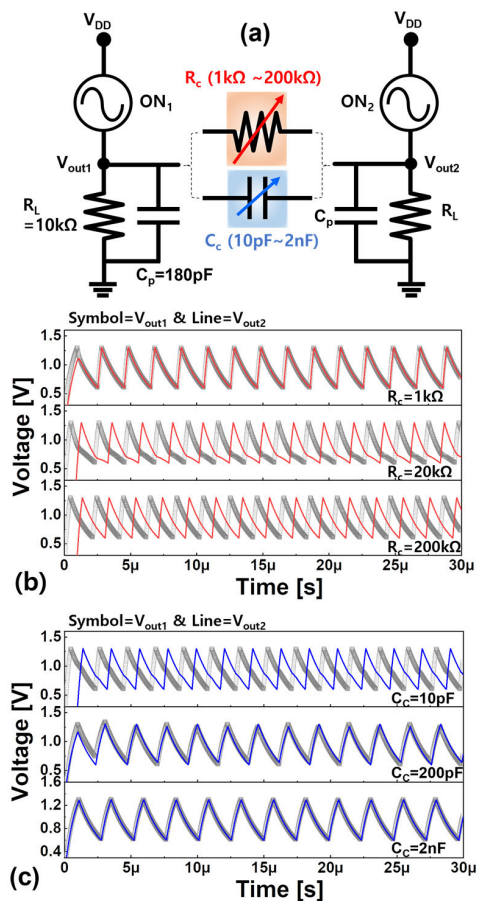 V_DD (a) V_DD
R_c (1kΩ ~200kΩ)
ON₁ ON₂
V_out1 V_out2
R_L
=10kΩ
C_p R_L
C_c (10pF~2nF)
C_p=180pF
Symbol=V_out1 & Line=V_out2
Voltage [V]
1.5
1.0
0.5
R_c=1kΩ
1.5
1.0
0.5
R_c=20kΩ
1.5
1.0
0.5
R_c=200kΩ
0 5μ 10μ 15μ 20μ 25μ 30μ
(b) Time [s]
Symbol=V_out1 & Line=V_out2
Voltage [V]
1.5
1.0
0.5
C_C=10pF
1.5
1.0
0.5
C_C=200pF
1.6
1.2
0.8
0.4
C_C=2nF
0 5μ 10μ 15μ 20μ 25μ 30μ
(c) Time [s]